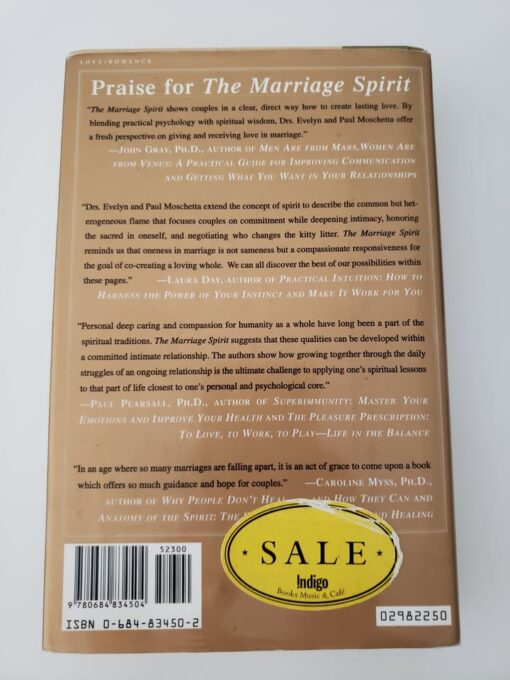 LOVE/ROMANCE
Praise for The Marriage Spirit
"The Marriage Spirit shows couples in a clear, direct way how to create lasting love. By
blending practical psychology with spiritual wisdom, Drs. Evelyn and Paul Moschetta offer
a fresh perspective on giving and receiving love in marriage."
—JOHN GRAY, PH.D., AUTHOR OF MEN ARE FROM MARS,WOMEN ARE
FROM VENUS: A PRACTICAL GUIDE FOR IMPROVING COMMUNICATION
AND GETTING WHAT YOU WANT IN YOUR RELATIONSHIPS
"Drs. Evelyn and Paul Moschetta extend the concept of spirit to describe the common but het-
erogeneous flame that focuses couples on commitment while deepening intimacy, honoring
the sacred in oneself, and negotiating who changes the kitty litter. The Marriage Spirit
reminds us that oneness in marriage is not sameness but a compassionate responsiveness for
the goal of co-creating a loving whole. We can all discover the best of our possibilities within
these pages." —LAURA DAY, AUTHOR OF PRACTICAL INTUITION: HOW TO
HARNESS THE POWER OF YOUR INSTINCT AND MAKE IT WORK FOR YOU
"Personal deep caring and compassion for humanity as a whole have long been a part of the
spiritual traditions. The Marriage Spirit suggests that these qualities can be developed within
a committed intimate relationship. The authors show how growing together through the daily
struggles of an ongoing relationship is the ultimate challenge to applying one's spiritual lessons
to that part of life closest to one's personal and psychological core."
—PAUL PEARSALL, PH.D., AUTHOR OF SUPERIMMUNITY: MASTER YOUR
EMOTIONS AND IMPROVE YOUR HEALTH AND THE PLEASURE PRESCRIPTION:
TO LOVE, TO WORK, TO PLAY—LIFE IN THE BALANCE
"In an age where so many marriages are falling apart, it is an act of grace to come upon a book
which offers so much guidance and hope for couples." —CAROLINE MYSS, PH.D.,
AUTHOR OF WHY PEOPLE DON'T HEAL AND HOW THEY CAN AND
ANATOMY OF THE SPIRIT: THE HEALING
SALE
!ndigo
Books Music & Café
52300
9 780684 834504
ISBN 0-684-83450-2
02982250